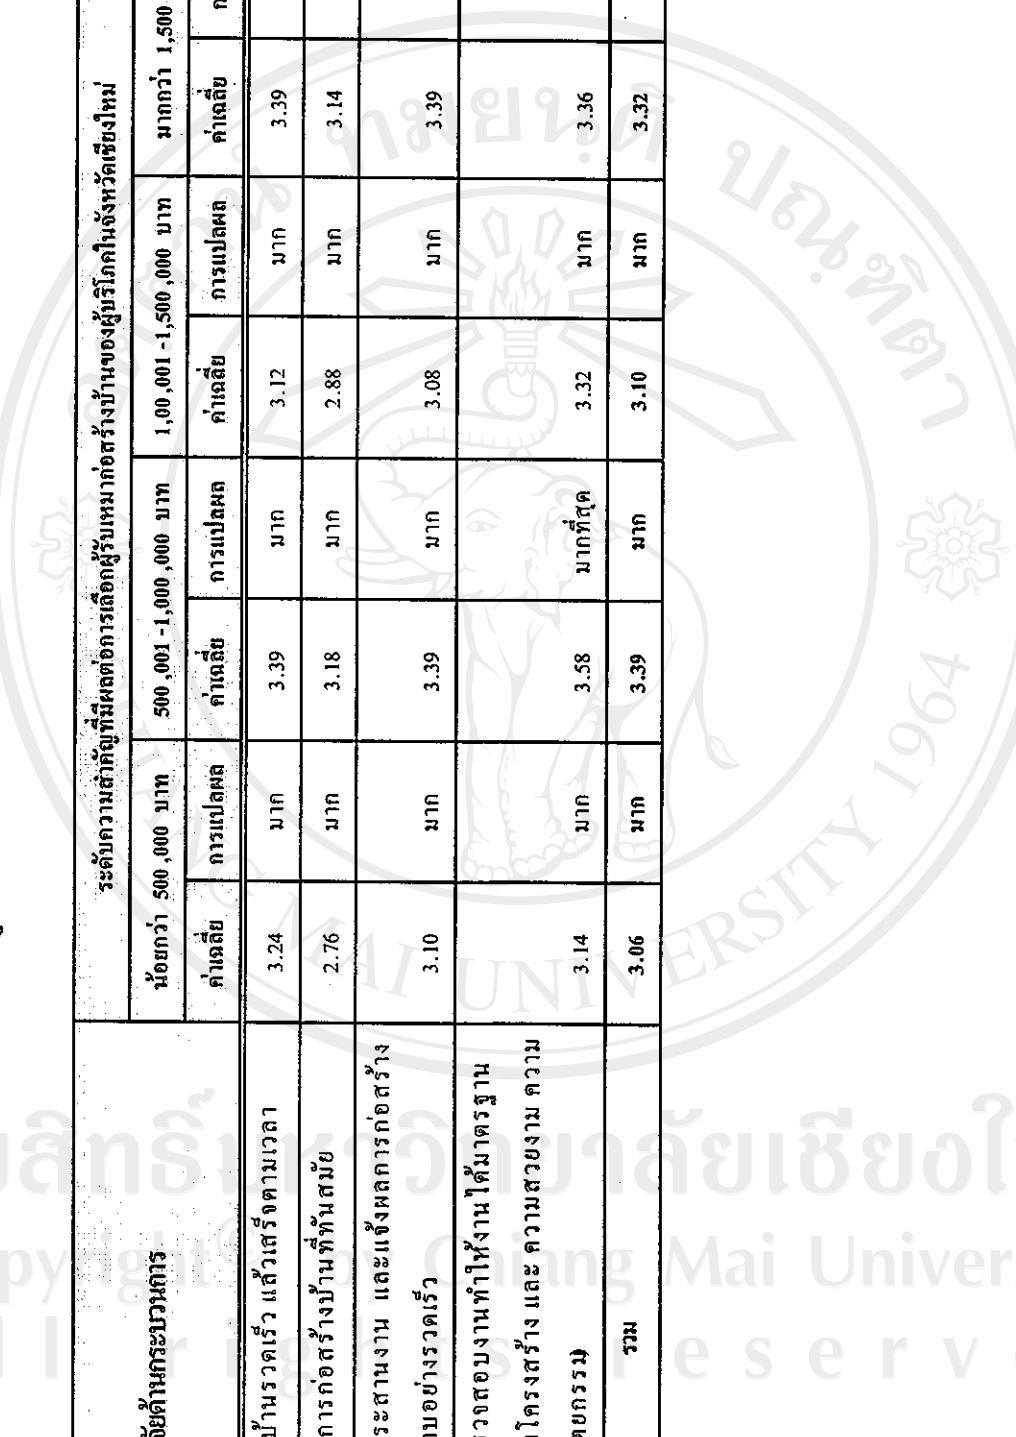 ระดับความสำคัญที่มีผลต่อการเลือกผู้รับเหมาก่อสร้างบ้านของผู้บริโภคในจังหวัดเชียงใหม่
น้อยกว่า 500,000 บาท 500,001 -1,000,000 บาท 1,00,001 -1,500,000 บาท มากกว่า 1,500
ปัจจัยด้านกระบวนการ ค่าเฉลี่ย การแปลผล ค่าเฉลี่ย การแปลผล ค่าเฉลี่ย การแปลผล ค่าเฉลี่ย
บ้านรวดเร็ว แล้วเสร็จตามเวลา 3.24 มาก 3.39 มาก 3.12 มาก 3.39
การก่อสร้างบ้านที่ทันสมัย 2.76 มาก 3.18 มาก 2.88 มาก 3.14
ระสานงาน และแจ้งผลการก่อสร้าง
บอย่างรวดเร็ว 3.10 มาก 3.39 มาก 3.08 มาก 3.39
รวจสอบงานทำให้งานได้มาตรฐาน
โครงสร้าง และ ความสวยงาม ความ
ตยกรรม) 3.14 มาก 3.58 มากที่สุด 3.32 มาก 3.36
รวม 3.06 มาก 3.39 มาก 3.10 มาก 3.32
MAI UNIVERSITY 1964
สิทธิ์มหาวิทยาลัยเชียงใ
pyright © by Chiang Mai Univer
l l r i g h t s r e s e r v